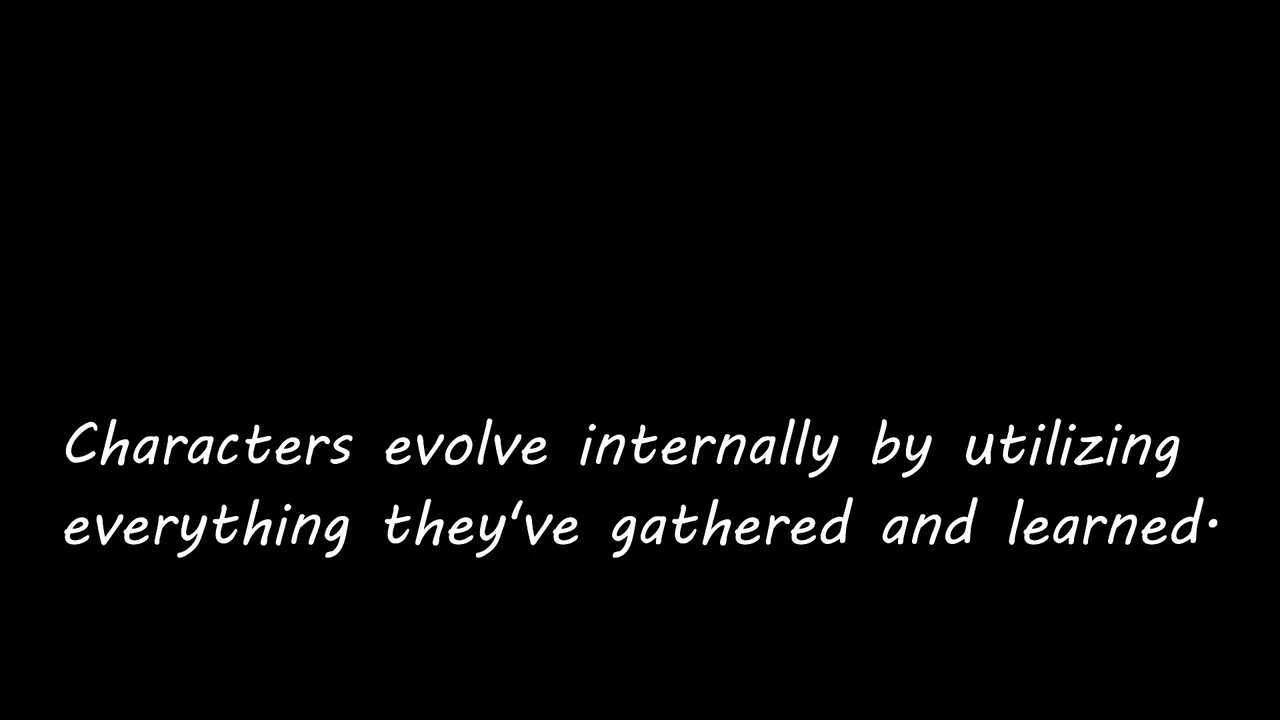 Characters evolve internally by utilizing
everything they've gathered and learned.